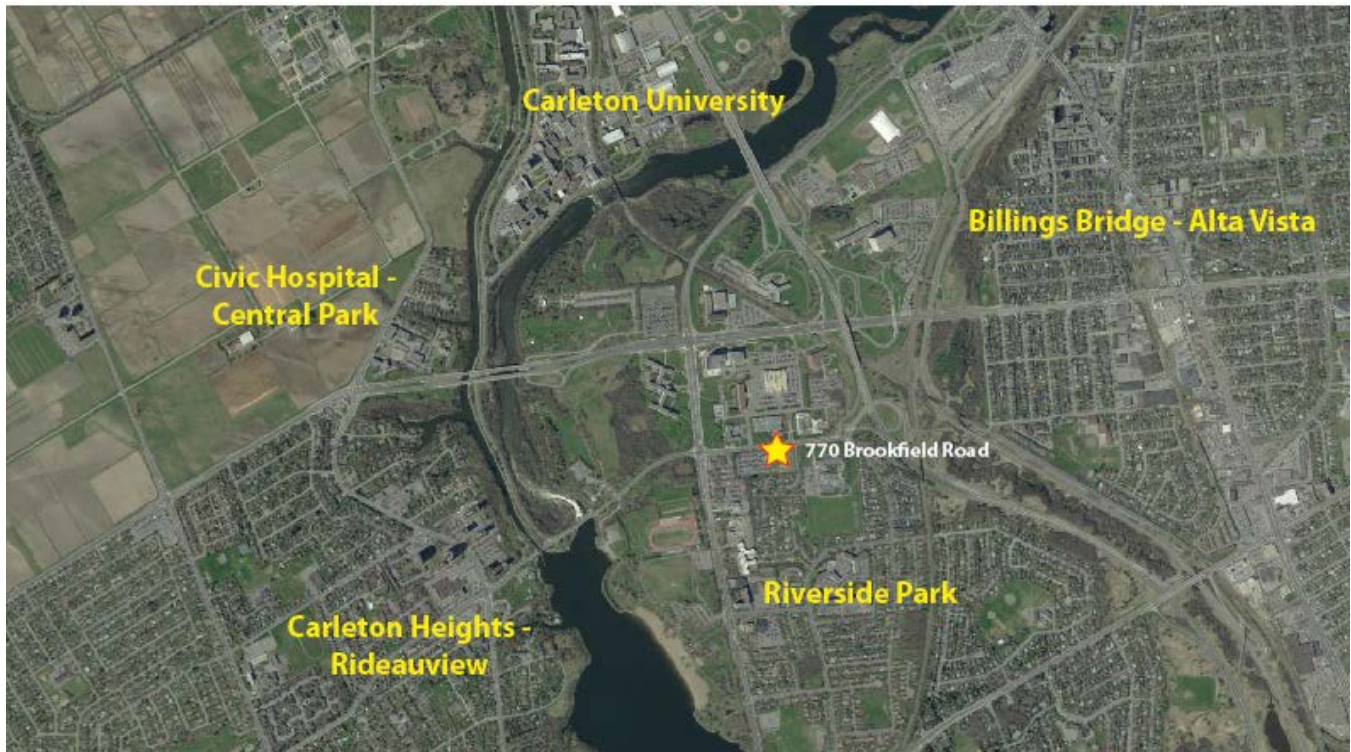 Carleton University
Billings Bridge - Alta Vista
Civic Hospital -
Central Park
770 Brookfield Road
Riverside Park
Carleton Heights -
Rideauview